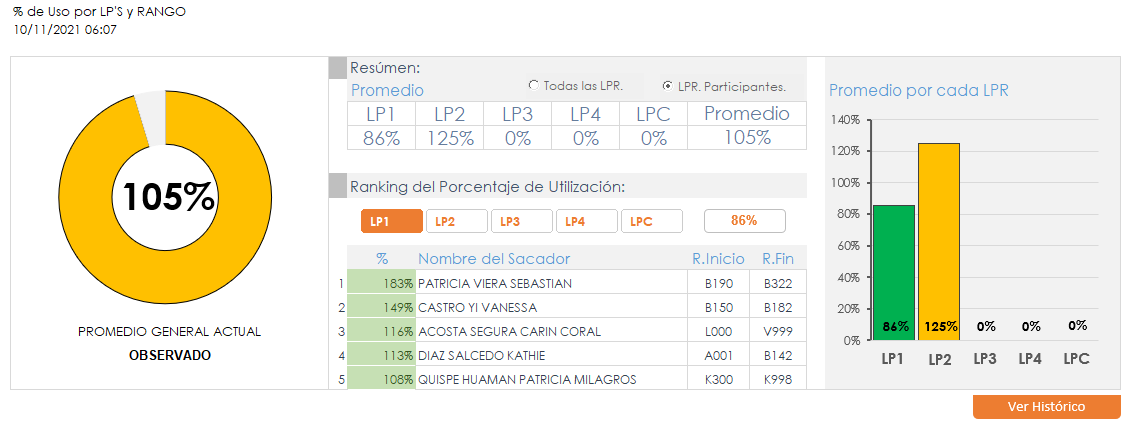 % de Uso por LP'S y RANGO
10/11/2021 06:07
105%
PROMEDIO GENERAL ACTUAL
OBSERVADO
Resúmen:
Promedio
Todas las LPR.
LPR. Participantes.
LP1 LP2 LP3 LP4 LPC Promedio
86% 125% 0% 0% 0% 105%
Ranking del Porcentaje de Utilización:
LP1 LP2 LP3 LP4 LPC 86%
% Nombre del Sacador R.Inicio R.Fin
1 183% PATRICIA VIERA SEBASTIAN B190 B322
2 149% CASTRO YI VANESSA B150 B182
3 116% ACOSTA SEGURA CARIN CORAL L000 V999
4 113% DIAZ SALCEDO KATHIE A001 B142
5 108% QUISPE HUAMAN PATRICIA MILAGROS K300 K998
Promedio por cada LPR
140%
120%
100%
80%
60%
40%
20%
0%
86% 125% 0% 0% 0%
LP1 LP2 LP3 LP4 LPC
Ver Histórico